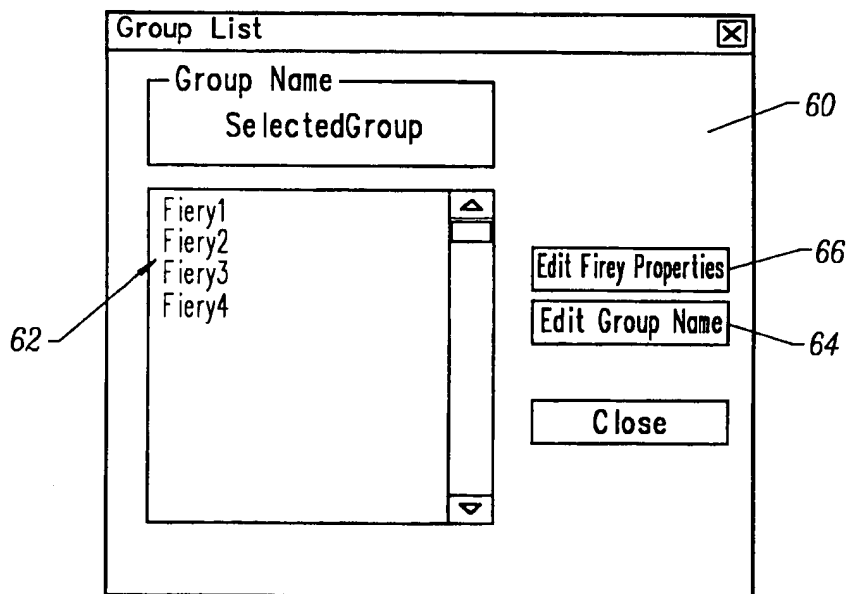 Group List
Group Name
SelectedGroup
60
Fiery1
Fiery2
Fiery3
Fiery4
62
Edit Firey Properties
66
Edit Group Name
64
Close